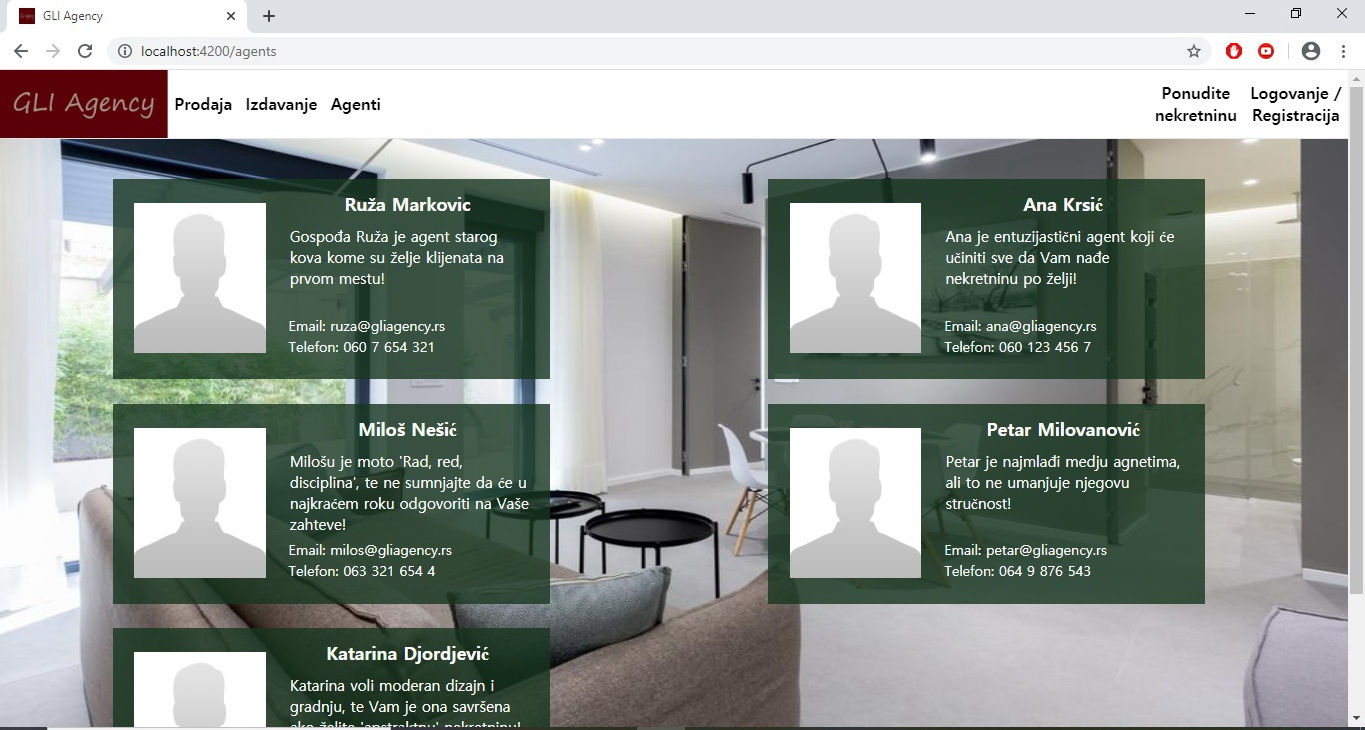 GLI Agency
localhost:4200/agents
GLI Agency
Prodaja Izdavanje Agenti
Ponudite
nekretninu
Logovanje /
Registracija
Ruža Markovic
Gospođa Ruža je agent starog
kova kome su želje klijenata na
prvom mestu!
Email: ruza@gliagency.rs
Telefon: 060 7 654 321
Ana Krsić
Ana je entuzijastični agent koji će
učiniti sve da Vam nađe
nekretninu po želji!
Email: ana@gliagency.rs
Telefon: 060 123 456 7
Miloš Nešić
Milošu je moto 'Rad, red,
disciplina', te ne sumnjajte da će u
najkraćem roku odgovoriti na Vaše
zahteve!
Email: milos@gliagency.rs
Telefon: 063 321 654 4
Petar Milovanović
Petar je najmlađi medju agnetima,
ali to ne umanjuje njegovu
stručnost!
Email: petar@gliagency.rs
Telefon: 064 9 876 543
Katarina Djordjević
Katarina voli moderan dizajn i
gradnju, te Vam je ona savršena
ako želite 'apstraktnu' nekretninu!